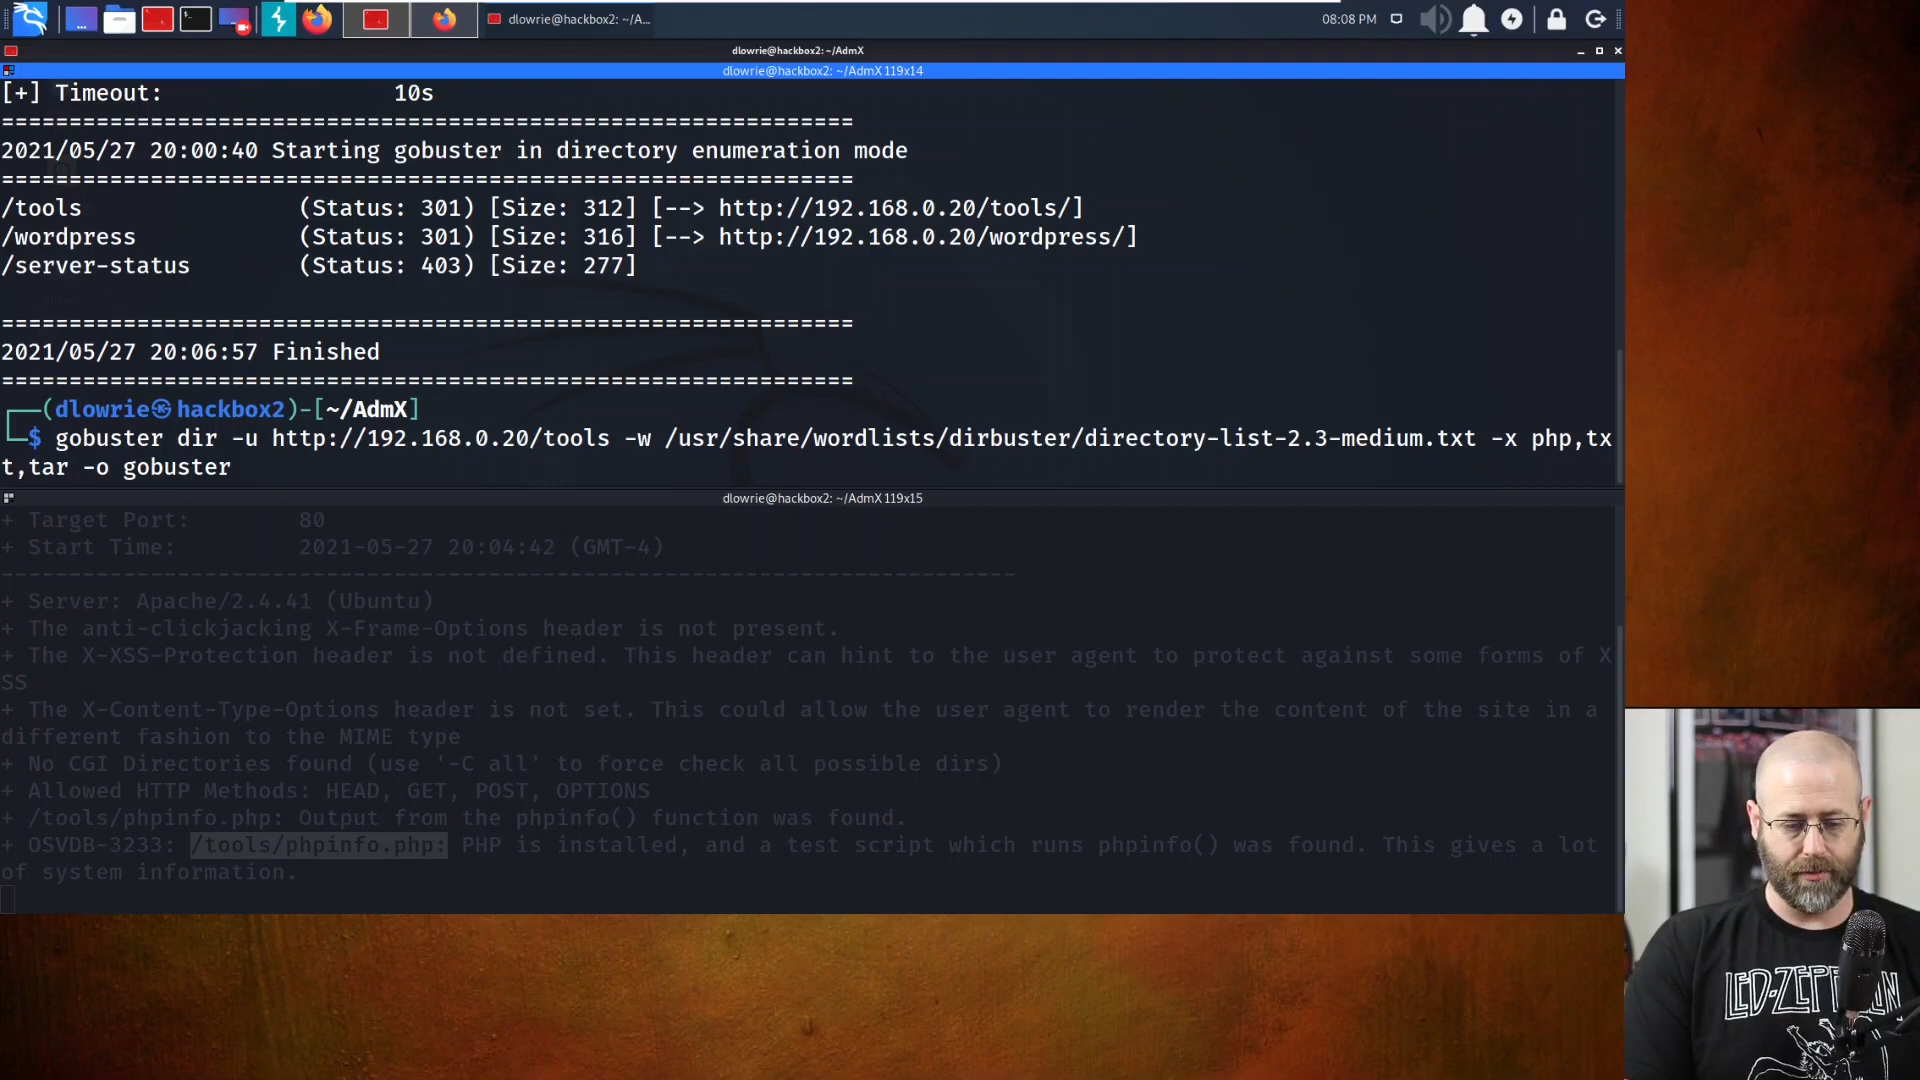 dlowrie@hackbox2: ~/A...
08:08 PM
dlowrie@hackbox2: ~/AdmX
dlowrie@hackbox2: ~/AdmX 119x14
[+] Timeout:                 10s
===============================================================
2021/05/27 20:00:40 Starting gobuster in directory enumeration mode
===============================================================
/tools                (Status: 301) [Size: 312] [--> http://192.168.0.20/tools/]
/wordpress            (Status: 301) [Size: 316] [--> http://192.168.0.20/wordpress/]
/server-status        (Status: 403) [Size: 277]
===============================================================
2021/05/27 20:06:57 Finished
===============================================================
┌──(dlowrie㉿hackbox2)-[~/AdmX]
└─$ gobuster dir -u http://192.168.0.20/tools -w /usr/share/wordlists/dirbuster/directory-list-2.3-medium.txt -x php,tx
t,tar -o gobuster
dlowrie@hackbox2: ~/AdmX 119x15
+ Target Port:        80
+ Start Time:         2021-05-27 20:04:42 (GMT-4)
---------------------------------------------------------------------------
+ Server: Apache/2.4.41 (Ubuntu)
+ The anti-clickjacking X-Frame-Options header is not present.
+ The X-XSS-Protection header is not defined. This header can hint to the user agent to protect against some forms of X
SS
+ The X-Content-Type-Options header is not set. This could allow the user agent to render the content of the site in a
different fashion to the MIME type
+ No CGI Directories found (use '-C all' to force check all possible dirs)
+ Allowed HTTP Methods: HEAD, GET, POST, OPTIONS
+ /tools/phpinfo.php: Output from the phpinfo() function was found.
+ OSVDB-3233: /tools/phpinfo.php: PHP is installed, and a test script which runs phpinfo() was found. This gives a lot
of system information.
LED-ZEPPELIN